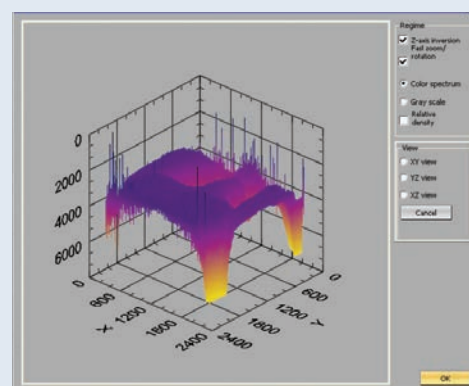 Regime
Z-axis inversion
Fast zoom/
rotation
Color spectrum
Gray scale
Relative
density
View
XY view
YZ view
XZ view
Cancel
OK
0
2000
4000
6000
0
600
X, 1200
1800
2400
0
600
1200 Y
1800
2400